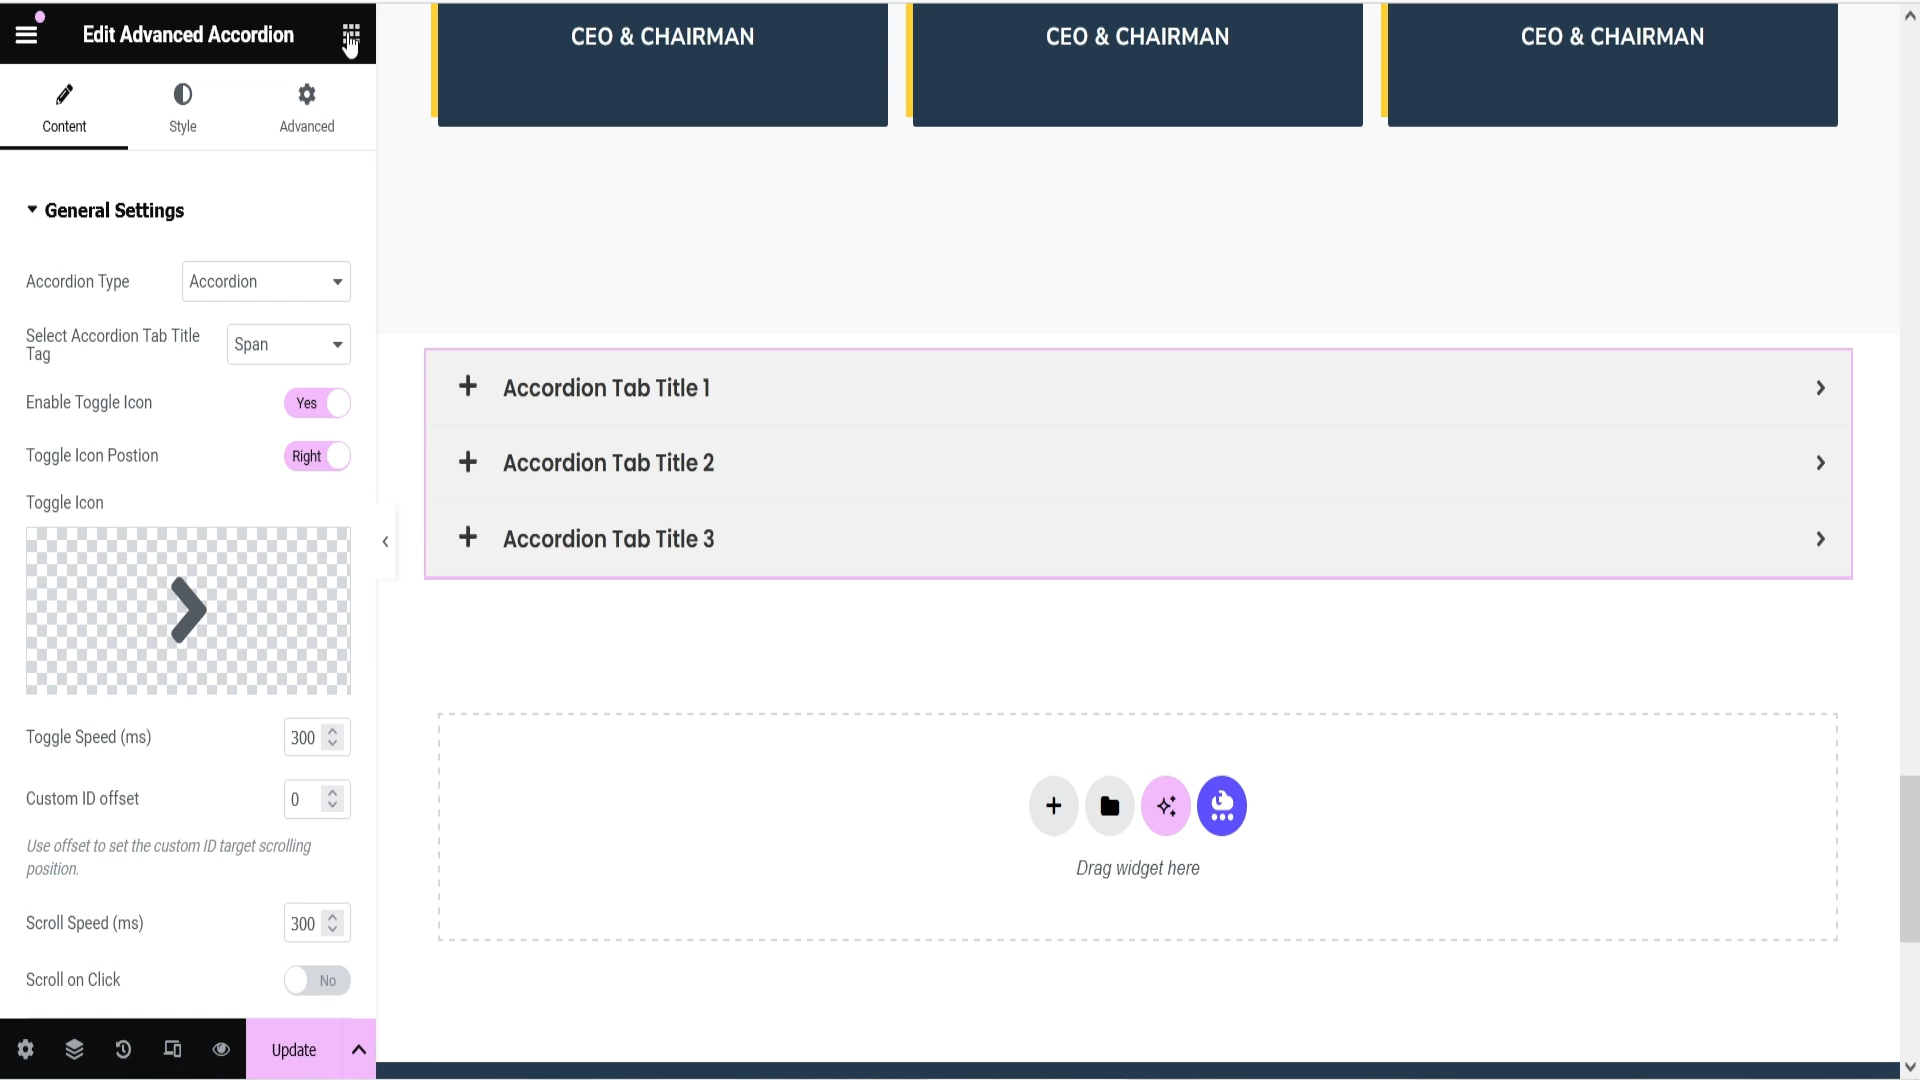 Edit Advanced Accordion
Content
Style
Advanced
General Settings
Accordion Type
Accordion
Select Accordion Tab Title
Tag
Span
Enable Toggle Icon
Yes
Toggle Icon Postion
Right
Toggle Icon
Toggle Speed (ms)
300
Custom ID offset
0
Use offset to set the custom ID target scrolling
position.
Scroll Speed (ms)
300
Scroll on Click
No
Update
CEO & CHAIRMAN
CEO & CHAIRMAN
CEO & CHAIRMAN
Accordion Tab Title 1
Accordion Tab Title 2
Accordion Tab Title 3
Drag widget here